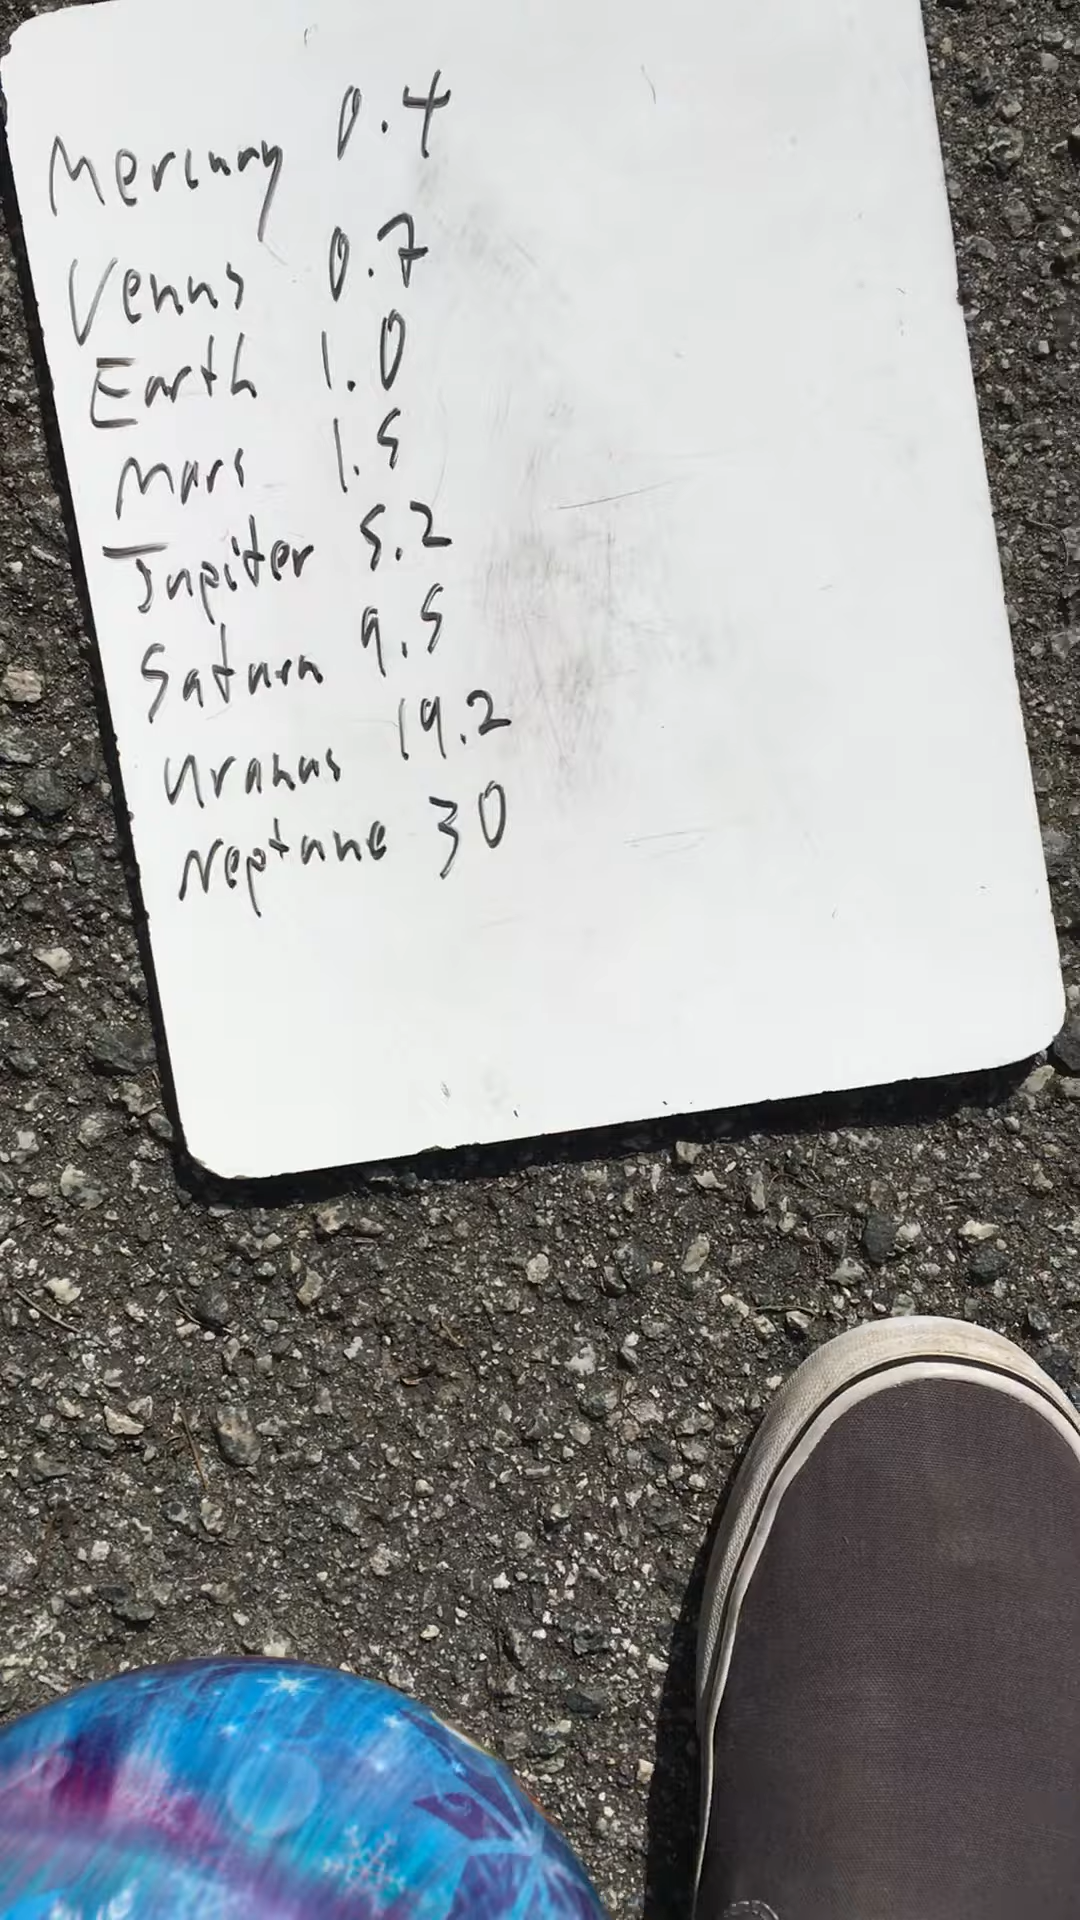 Mercury 0.4
Venus 0.7
Earth 1.0
Mars 1.5
Jupiter 5.2
Saturn 9.5
Uranus 19.2
Neptune 30